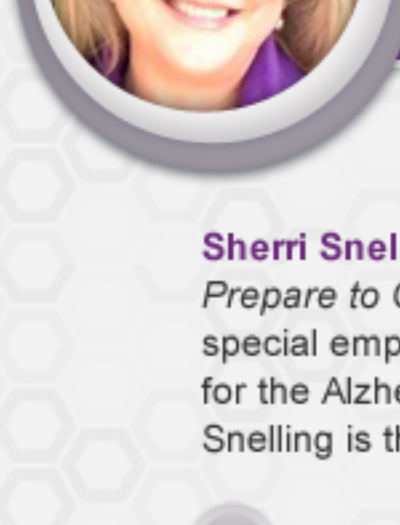 Sherri Snel
Prepare to
special emp
for the Alzhe
Snelling is th